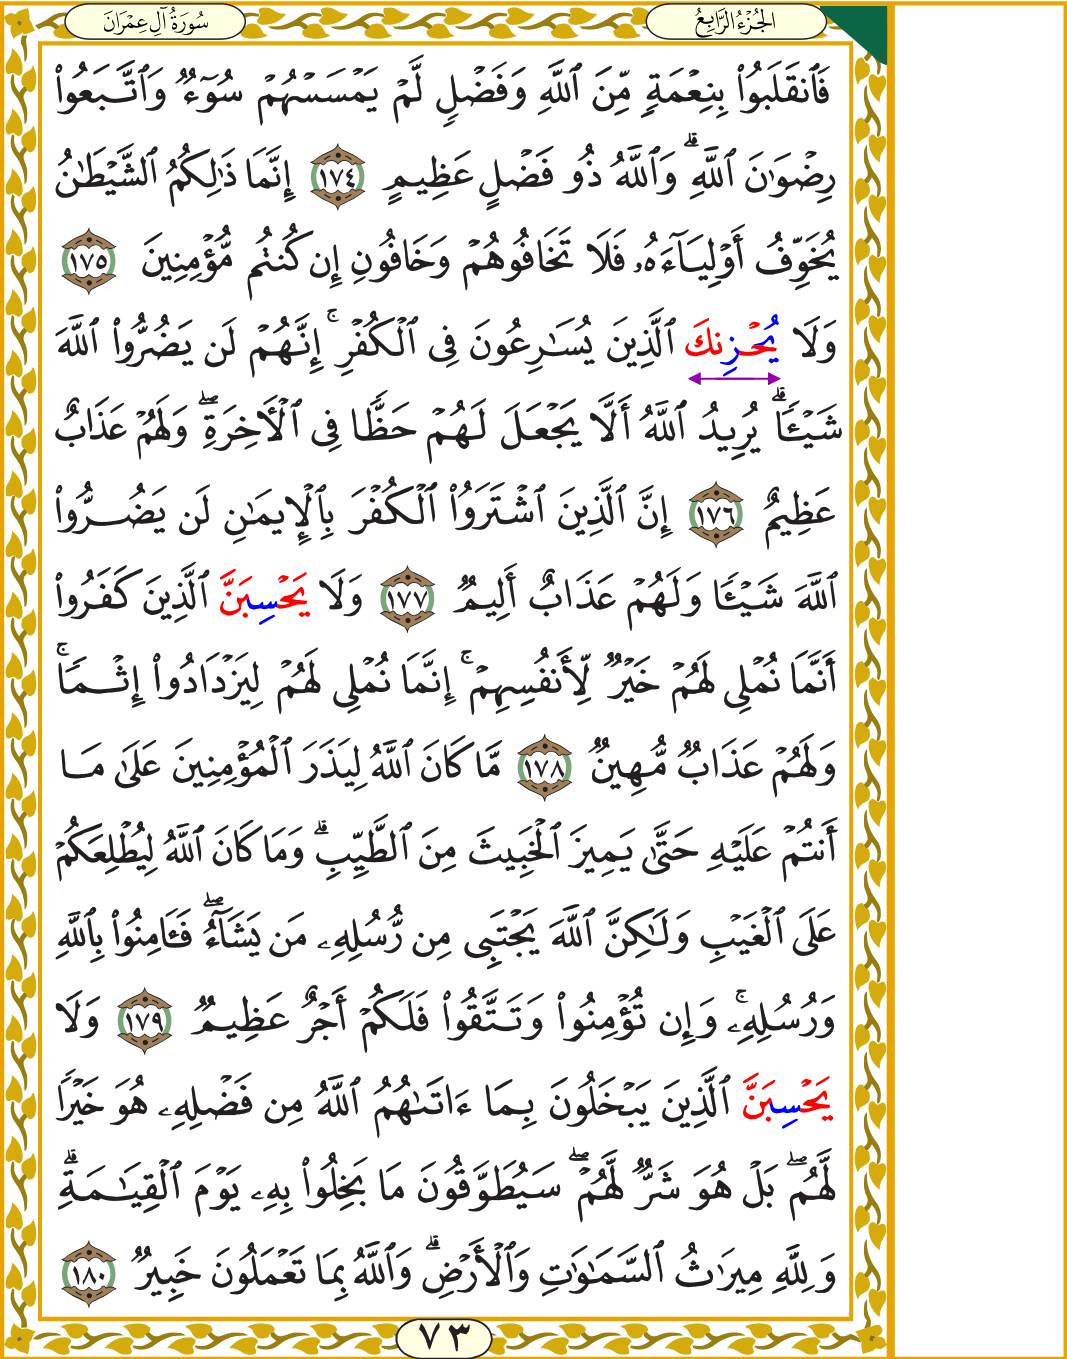 سُورَةُ آلِ عِمْرَانَ
الجُزْءُ الرَّابِعُ
فَٱنقَلَبُوا۟ بِنِعْمَةٍۢ مِّنَ ٱللَّهِ وَفَضْلٍۢ لَّمْ يَمْسَسْهُمْ سُوٓءٌۭ وَٱتَّبَعُوا۟
رِضْوَٰنَ ٱللَّهِ ۗ وَٱللَّهُ ذُو فَضْلٍ عَظِيمٍ ١٧٤ إِنَّمَا ذَٰلِكُمُ ٱلشَّيْطَٰنُ
يُخَوِّفُ أَوْلِيَآءَهُۥ فَلَا تَخَافُوهُمْ وَخَافُونِ إِن كُنتُم مُّؤْمِنِينَ ١٧٥
وَلَا يُحْزِنكَ ٱلَّذِينَ يُسَٰرِعُونَ فِى ٱلْكُفْرِ ۚ إِنَّهُمْ لَن يَضُرُّوا۟ ٱللَّهَ
شَيْـًۭٔا ۗ يُرِيدُ ٱللَّهُ أَلَّا يَجْعَلَ لَهُمْ حَظًّۭا فِى ٱلْـَٔاخِرَةِ ۖ وَلَهُمْ عَذَابٌ
عَظِيمٌ ١٧٦ إِنَّ ٱلَّذِينَ ٱشْتَرَوُا۟ ٱلْكُفْرَ بِٱلْإِيمَٰنِ لَن يَضُرُّوا۟
ٱللَّهَ شَيْـًۭٔا وَلَهُمْ عَذَابٌ أَلِيمٌۭ ١٧٧ وَلَا يَحْسِبَنَّ ٱلَّذِينَ كَفَرُوٓا۟
أَنَّمَا نُمْلِى لَهُمْ خَيْرٌۭ لِّأَنفُسِهِمْ ۚ إِنَّمَا نُمْلِى لَهُمْ لِيَزْدَادُوٓا۟ إِثْمًۭا ۚ
وَلَهُمْ عَذَابٌۭ مُّهِينٌۭ ١٧٨ مَّا كَانَ ٱللَّهُ لِيَذَرَ ٱلْمُؤْمِنِينَ عَلَىٰ مَا
أَنتُمْ عَلَيْهِ حَتَّىٰ يَمِيزَ ٱلْخَبِيثَ مِنَ ٱلطَّيِّبِ ۗ وَمَا كَانَ ٱللَّهُ لِيُطْلِعَكُمْ
عَلَى ٱلْغَيْبِ وَلَٰكِنَّ ٱللَّهَ يَجْتَبِى مِن رُّسُلِهِۦ مَن يَشَآءُ ۖ فَـَٔامِنُوا۟ بِٱللَّهِ
وَرُسُلِهِۦ ۚ وَإِن تُؤْمِنُوا۟ وَتَتَّقُوا۟ فَلَكُمْ أَجْرٌ عَظِيمٌۭ ١٧٩ وَلَا
يَحْسِبَنَّ ٱلَّذِينَ يَبْخَلُونَ بِمَآ ءَاتَىٰهُمُ ٱللَّهُ مِن فَضْلِهِۦ هُوَ خَيْرًۭا
لَّهُم ۖ بَلْ هُوَ شَرٌّۭ لَّهُمْ ۖ سَيُطَوَّقُونَ مَا بَخِلُوا۟ بِهِۦ يَوْمَ ٱلْقِيَٰمَةِ ۗ
وَلِلَّهِ مِيرَٰثُ ٱلسَّمَٰوَٰتِ وَٱلْأَرْضِ ۗ وَٱللَّهُ بِمَا تَعْمَلُونَ خَبِيرٌۭ ١٨٠
٧٣